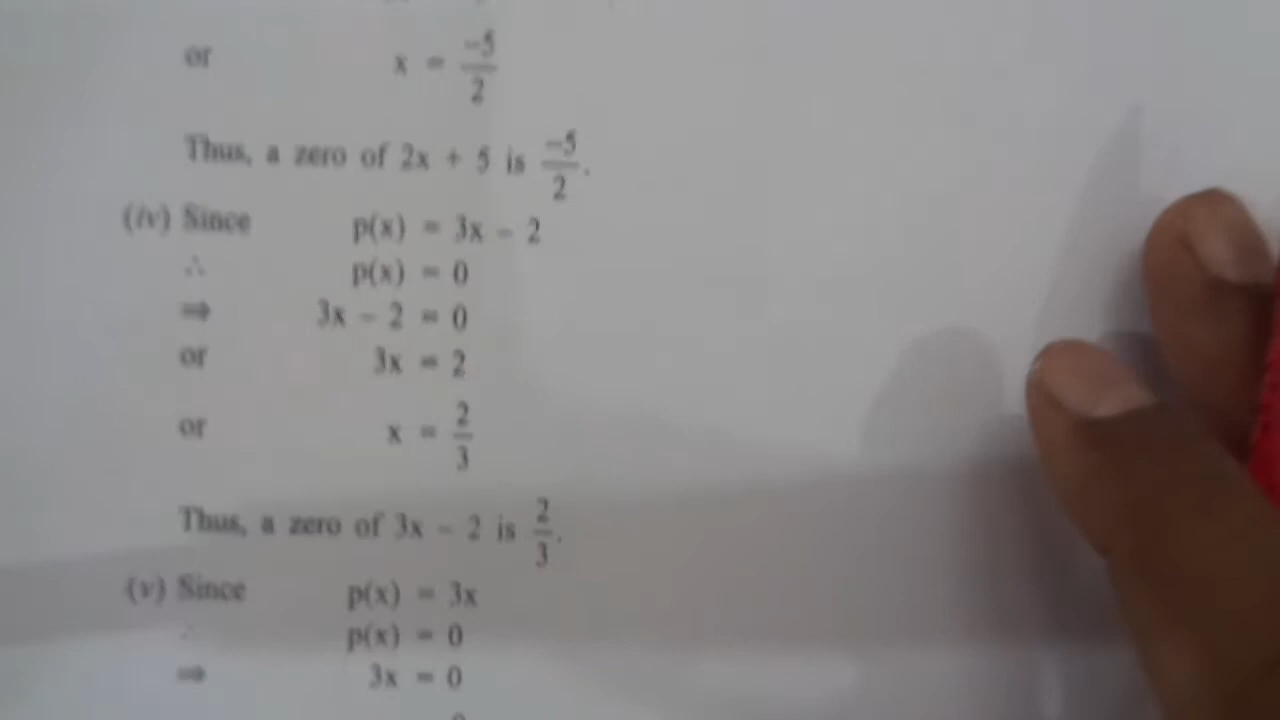 or x = -5/2
Thus, a zero of 2x + 5 is -5/2.
(iv) Since p(x) = 3x - 2
∴ p(x) = 0
⇒ 3x - 2 = 0
or 3x = 2
or x = 2/3
Thus, a zero of 3x - 2 is 2/3.
(v) Since p(x) = 3x
∴ p(x) = 0
⇒ 3x = 0